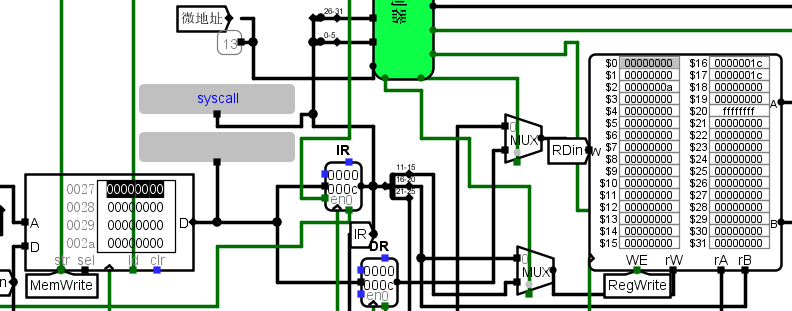 微地址
13
26-31
0-5
制器
syscall
0027 00000000
0028 00000000
0029 00000000
002a 00000000
A
D
D
str sel ld clr
MemWrite
IR
0000
000c
en0
IR
DR
0000
000c
en0
11-15
16-20
21-25
0
MUX
0
MUX
RDin
W
$0 00000000 $16 0000001c
$1 00000000 $17 0000001c
$2 0000000a $18 00000000
$3 00000000 $19 00000000
$4 00000000 $20 ffffffff
$5 00000000 $21 00000000
$6 00000000 $22 00000000
$7 00000000 $23 00000000
$8 00000000 $24 00000000
$9 00000000 $25 00000000
$10 00000000 $26 00000000
$11 00000000 $27 00000000
$12 00000000 $28 00000000
$13 00000000 $29 00000000
$14 00000000 $30 00000000
$15 00000000 $31 00000000
A
B
WE rW rA rB
RegWrite